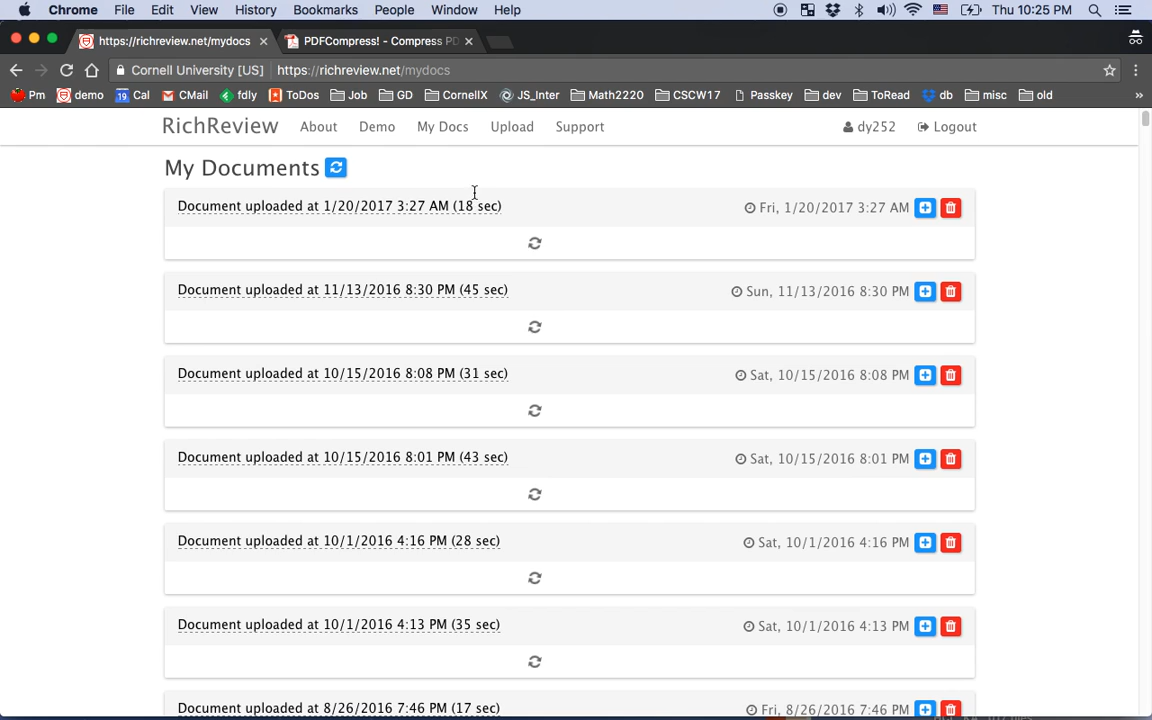 Chrome File Edit View History Bookmarks People Window Help Thu 10:25 PM
https://richreview.net/mydocs PDFCompress! - Compress PD
Cornell University [US] https://richreview.net/mydocs
Pm demo 19 Cal CMail fdly ToDos Job GD CornellX JS_Inter Math2220 CSCW17 Passkey dev ToRead db misc old »
RichReview About Demo My Docs Upload Support dy252 Logout
My Documents
Document uploaded at 1/20/2017 3:27 AM (18 sec) Fri, 1/20/2017 3:27 AM
Document uploaded at 11/13/2016 8:30 PM (45 sec) Sun, 11/13/2016 8:30 PM
Document uploaded at 10/15/2016 8:08 PM (31 sec) Sat, 10/15/2016 8:08 PM
Document uploaded at 10/15/2016 8:01 PM (43 sec) Sat, 10/15/2016 8:01 PM
Document uploaded at 10/1/2016 4:16 PM (28 sec) Sat, 10/1/2016 4:16 PM
Document uploaded at 10/1/2016 4:13 PM (35 sec) Sat, 10/1/2016 4:13 PM
Document uploaded at 8/26/2016 7:46 PM (17 sec) Fri, 8/26/2016 7:46 PM